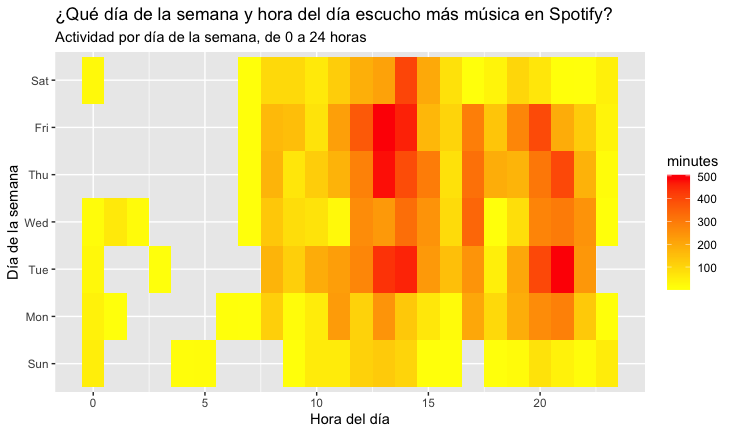 ¿Qué día de la semana y hora del día escucho más música en Spotify?
Actividad por día de la semana, de 0 a 24 horas
Día de la semana
Sat
Fri
Thu
Wed
Tue
Mon
Sun
0 5 10 15 20
Hora del día
minutes
500
400
300
200
100